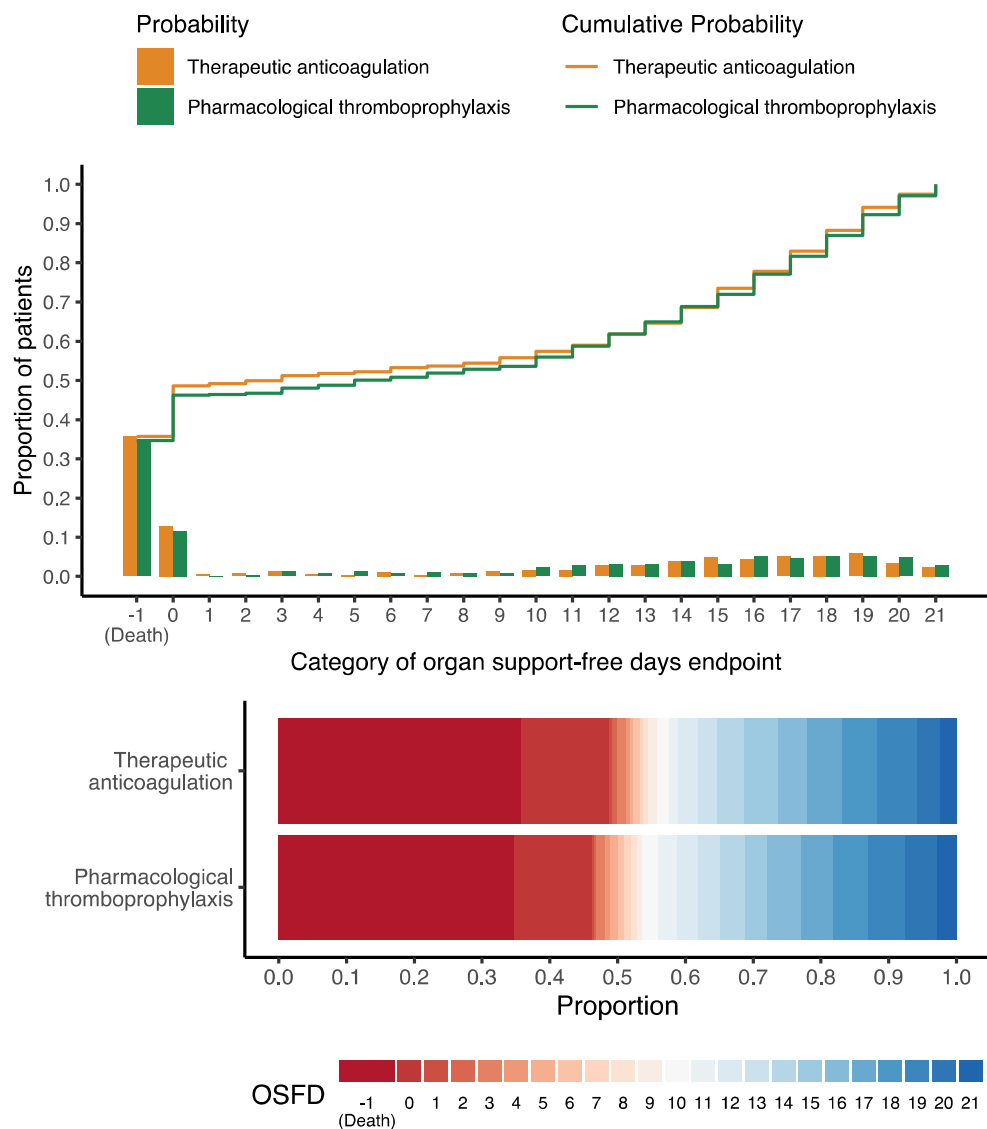 Probability
Cumulative Probability
Therapeutic anticoagulation
Therapeutic anticoagulation
Pharmacological thromboprophylaxis
Pharmacological thromboprophylaxis
Proportion of patients
1.0
0.9
0.8
0.7
0.6
0.5
0.4
0.3
0.2
0.1
0.0
-1 0 1 2 3 4 5 6 7 8 9 10 11 12 13 14 15 16 17 18 19 20 21
(Death)
Category of organ support-free days endpoint
Therapeutic
anticoagulation
Pharmacological
thromboprophylaxis
0.0 0.1 0.2 0.3 0.4 0.5 0.6 0.7 0.8 0.9 1.0
Proportion
OSFD
-1 0 1 2 3 4 5 6 7 8 9 10 11 12 13 14 15 16 17 18 19 20 21
(Death)